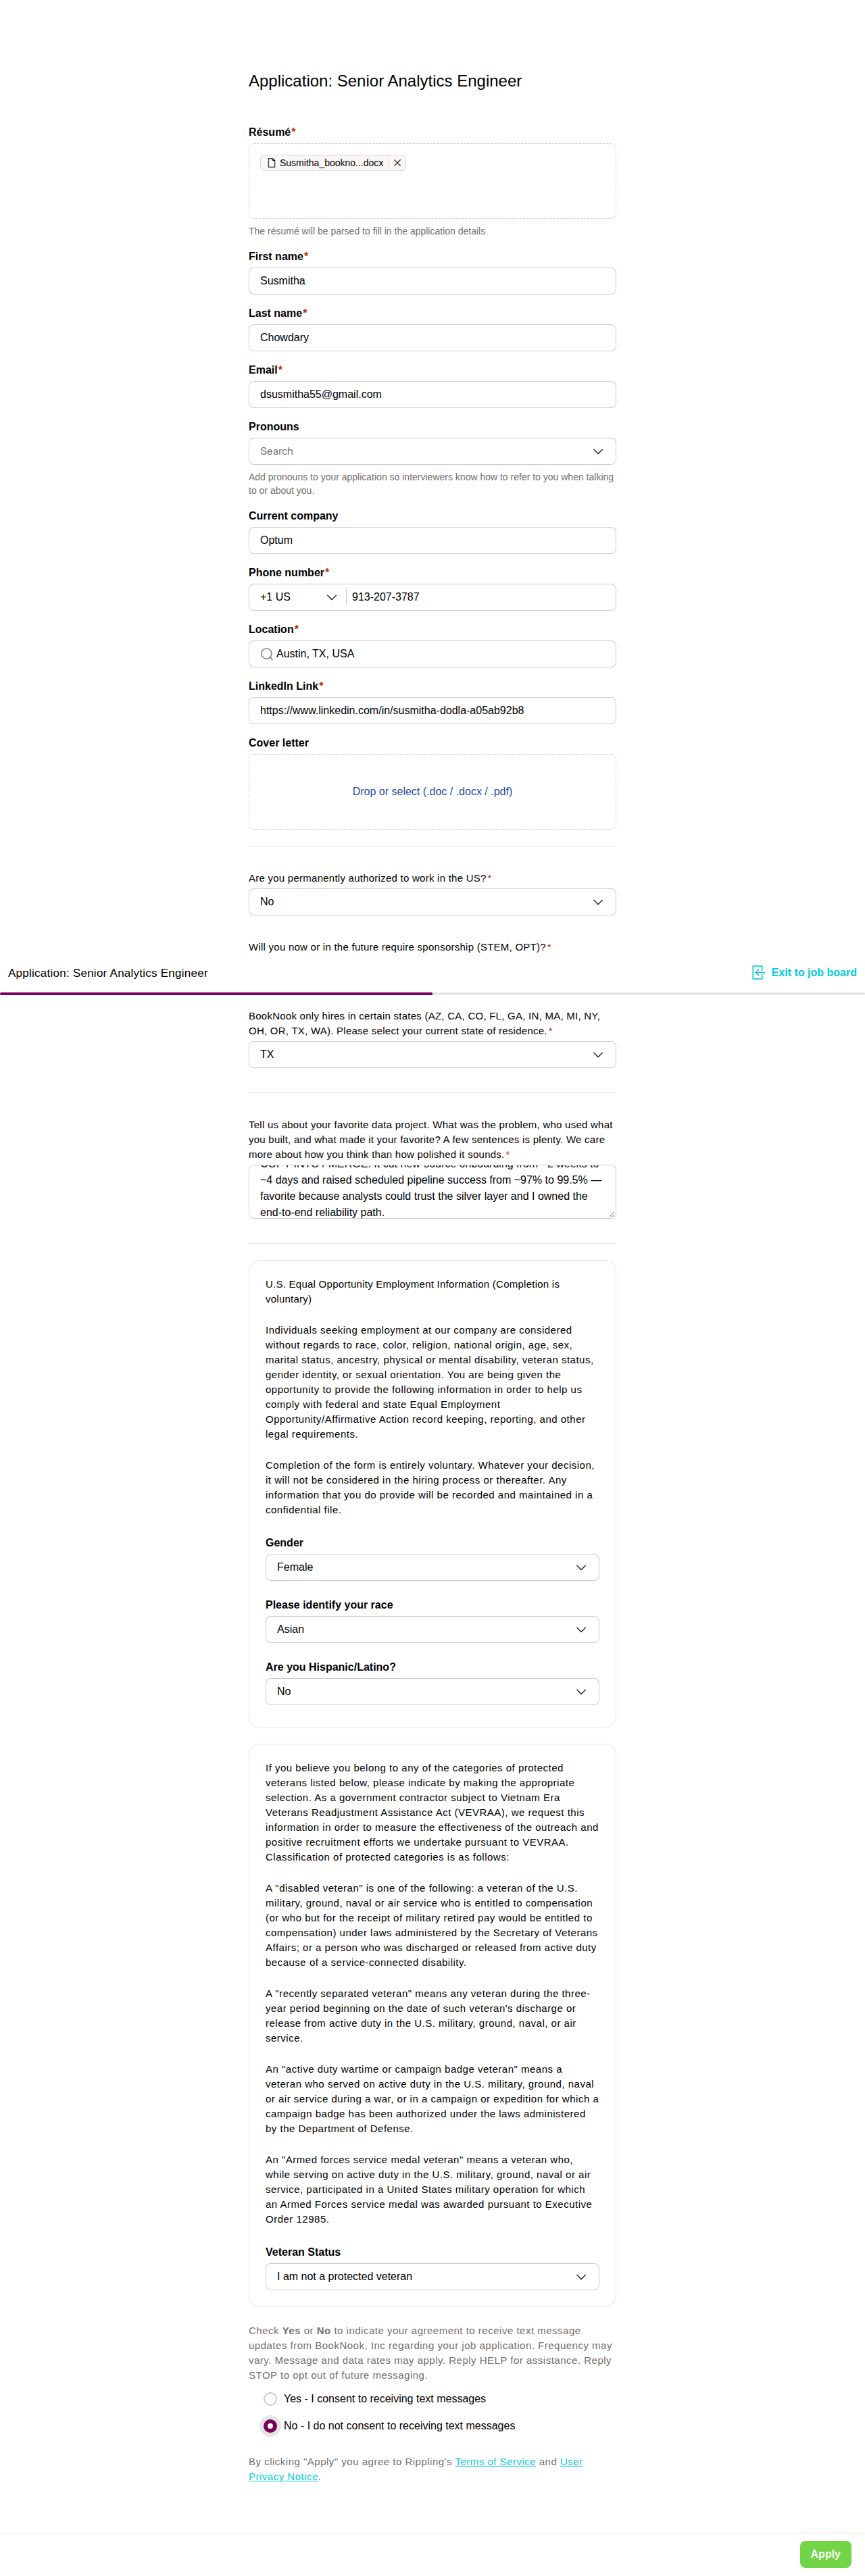 Application: Senior Analytics Engineer
Résumé*
Susmitha_bookno...docx
The résumé will be parsed to fill in the application details
First name*
Susmitha
Last name*
Chowdary
Email*
dsusmitha55@gmail.com
Pronouns
Search
Add pronouns to your application so interviewers know how to refer to you when talking
to or about you.
Current company
Optum
Phone number*
+1 US 913-207-3787
Location*
Austin, TX, USA
LinkedIn Link*
https://www.linkedin.com/in/susmitha-dodla-a05ab92b8
Cover letter
Drop or select (.doc / .docx / .pdf)
Are you permanently authorized to work in the US?*
No
Will you now or in the future require sponsorship (STEM, OPT)?*
Application: Senior Analytics Engineer
Exit to job board
BookNook only hires in certain states (AZ, CA, CO, FL, GA, IN, MA, MI, NY,
OH, OR, TX, WA). Please select your current state of residence.*
TX
Tell us about your favorite data project. What was the problem, who used what
you built, and what made it your favorite? A few sentences is plenty. We care
more about how you think than how polished it sounds.*
~4 days and raised scheduled pipeline success from ~97% to 99.5% —
favorite because analysts could trust the silver layer and I owned the
end-to-end reliability path.
U.S. Equal Opportunity Employment Information (Completion is
voluntary)
Individuals seeking employment at our company are considered
without regards to race, color, religion, national origin, age, sex,
marital status, ancestry, physical or mental disability, veteran status,
gender identity, or sexual orientation. You are being given the
opportunity to provide the following information in order to help us
comply with federal and state Equal Employment
Opportunity/Affirmative Action record keeping, reporting, and other
legal requirements.
Completion of the form is entirely voluntary. Whatever your decision,
it will not be considered in the hiring process or thereafter. Any
information that you do provide will be recorded and maintained in a
confidential file.
Gender
Female
Please identify your race
Asian
Are you Hispanic/Latino?
No
If you believe you belong to any of the categories of protected
veterans listed below, please indicate by making the appropriate
selection. As a government contractor subject to Vietnam Era
Veterans Readjustment Assistance Act (VEVRAA), we request this
information in order to measure the effectiveness of the outreach and
positive recruitment efforts we undertake pursuant to VEVRAA.
Classification of protected categories is as follows:
A "disabled veteran" is one of the following: a veteran of the U.S.
military, ground, naval or air service who is entitled to compensation
(or who but for the receipt of military retired pay would be entitled to
compensation) under laws administered by the Secretary of Veterans
Affairs; or a person who was discharged or released from active duty
because of a service-connected disability.
A "recently separated veteran" means any veteran during the three-
year period beginning on the date of such veteran's discharge or
release from active duty in the U.S. military, ground, naval, or air
service.
An "active duty wartime or campaign badge veteran" means a
veteran who served on active duty in the U.S. military, ground, naval
or air service during a war, or in a campaign or expedition for which a
campaign badge has been authorized under the laws administered
by the Department of Defense.
An "Armed forces service medal veteran" means a veteran who,
while serving on active duty in the U.S. military, ground, naval or air
service, participated in a United States military operation for which
an Armed Forces service medal was awarded pursuant to Executive
Order 12985.
Veteran Status
I am not a protected veteran
Check Yes or No to indicate your agreement to receive text message
updates from BookNook, Inc regarding your job application. Frequency may
vary. Message and data rates may apply. Reply HELP for assistance. Reply
STOP to opt out of future messaging.
Yes - I consent to receiving text messages
No - I do not consent to receiving text messages
By clicking "Apply" you agree to Rippling's Terms of Service and User
Privacy Notice.
Apply